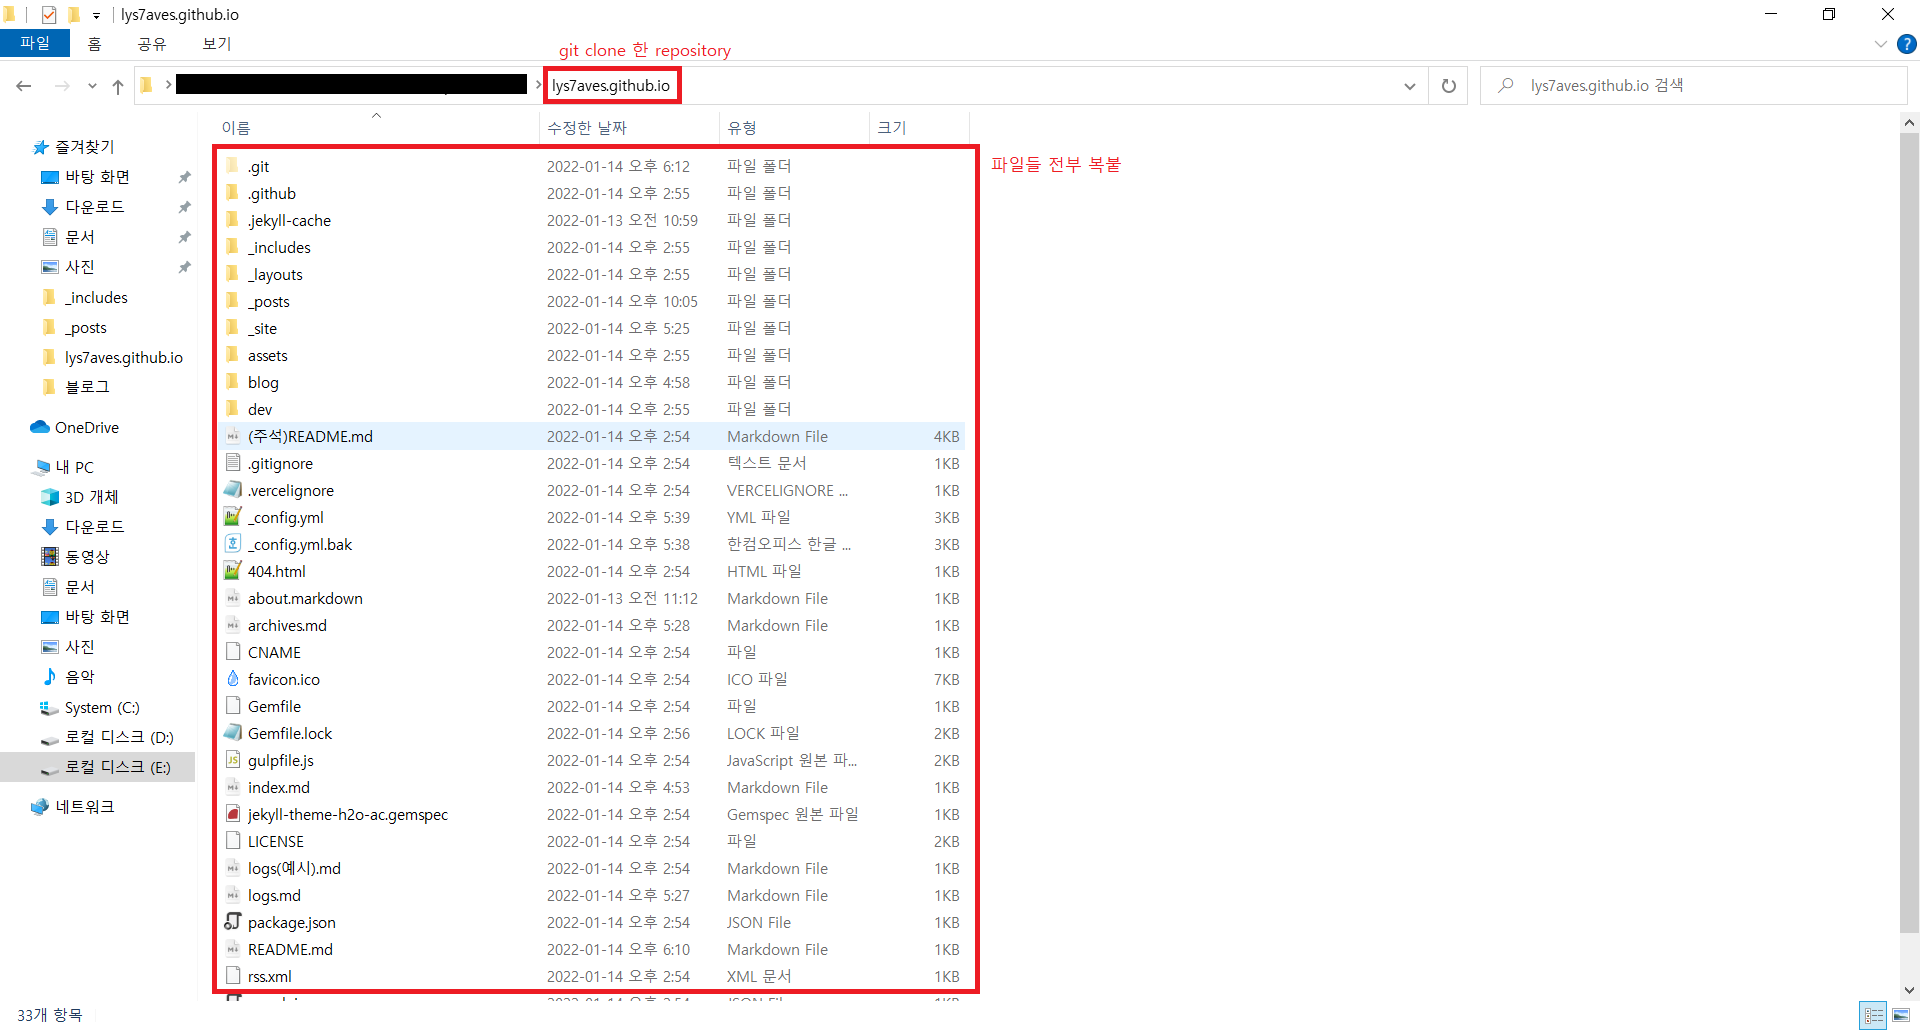 lys7aves.github.io
파일 홈 공유 보기
git clone 한 repository
lys7aves.github.io
lys7aves.github.io 검색
이름 수정한 날짜 유형 크기
파일들 전부 복붙
즐겨찾기
바탕 화면
다운로드
문서
사진
_includes
_posts
lys7aves.github.io
블로그
OneDrive
내 PC
3D 개체
다운로드
동영상
문서
바탕 화면
사진
음악
System (C:)
로컬 디스크 (D:)
로컬 디스크 (E:)
네트워크
.git 2022-01-14 오후 6:12 파일 폴더
.github 2022-01-14 오후 2:55 파일 폴더
.jekyll-cache 2022-01-13 오전 10:59 파일 폴더
_includes 2022-01-14 오후 2:55 파일 폴더
_layouts 2022-01-14 오후 2:55 파일 폴더
_posts 2022-01-14 오후 10:05 파일 폴더
_site 2022-01-14 오후 5:25 파일 폴더
assets 2022-01-14 오후 2:55 파일 폴더
blog 2022-01-14 오후 4:58 파일 폴더
dev 2022-01-14 오후 2:55 파일 폴더
(주석)README.md 2022-01-14 오후 2:54 Markdown File 4KB
.gitignore 2022-01-14 오후 2:54 텍스트 문서 1KB
.vercelignore 2022-01-14 오후 2:54 VERCELIGNORE ... 1KB
_config.yml 2022-01-14 오후 5:39 YML 파일 3KB
_config.yml.bak 2022-01-14 오후 5:38 한컴오피스 한글 ... 3KB
404.html 2022-01-14 오후 2:54 HTML 파일 1KB
about.markdown 2022-01-13 오전 11:12 Markdown File 1KB
archives.md 2022-01-14 오후 5:28 Markdown File 1KB
CNAME 2022-01-14 오후 2:54 파일 1KB
favicon.ico 2022-01-14 오후 2:54 ICO 파일 7KB
Gemfile 2022-01-14 오후 2:54 파일 1KB
Gemfile.lock 2022-01-14 오후 2:56 LOCK 파일 2KB
gulpfile.js 2022-01-14 오후 2:54 JavaScript 원본 파... 2KB
index.md 2022-01-14 오후 4:53 Markdown File 1KB
jekyll-theme-h2o-ac.gemspec 2022-01-14 오후 2:54 Gemspec 원본 파일 1KB
LICENSE 2022-01-14 오후 2:54 파일 2KB
logs(예시).md 2022-01-14 오후 2:54 Markdown File 1KB
logs.md 2022-01-14 오후 5:27 Markdown File 1KB
package.json 2022-01-14 오후 2:54 JSON File 1KB
README.md 2022-01-14 오후 6:10 Markdown File 1KB
rss.xml 2022-01-14 오후 2:54 XML 문서 1KB
33개 항목